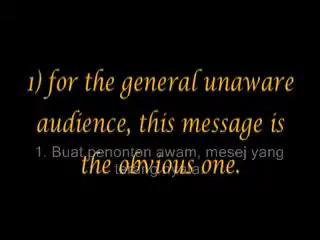 1) for the general unaware
audience, this message is
1. Buat penonton awam, mesej yang
the obvious one.